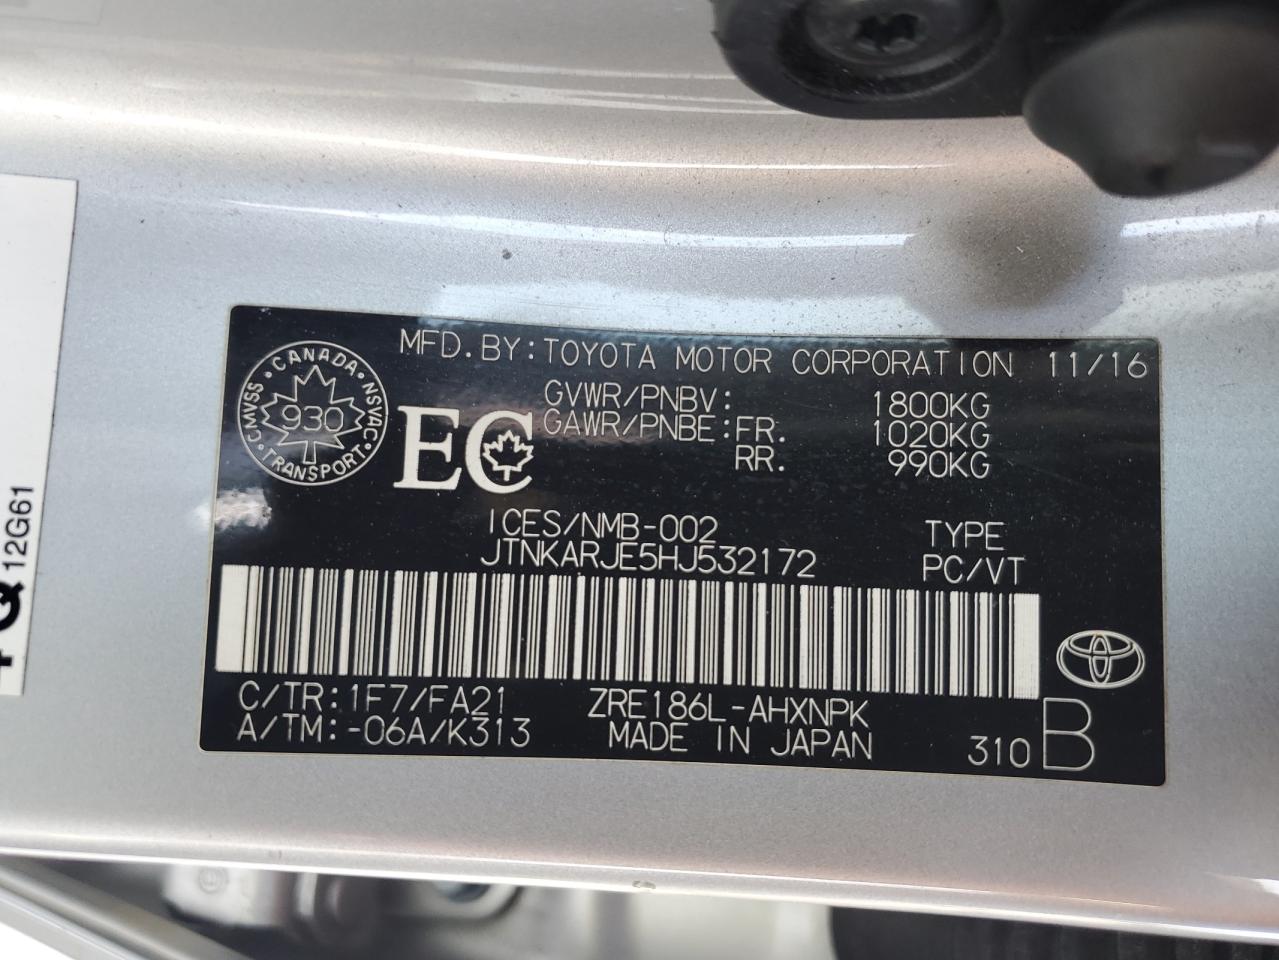 MFD.BY:TOYOTA MOTOR CORPORATION 11/16
CANADA
CMVSS 930 NSVAC
TRANSPORT
EC
GVWR/PNBV: 1800KG
GAWR/PNBE:FR. 1020KG
RR. 990KG
ICES/NMB-002 TYPE
JTNKARJE5HJ532172 PC/VT
C/TR:1F7/FA21 ZRE186L-AHXNPK
A/TM:-06A/K313 MADE IN JAPAN 310 B
12G61